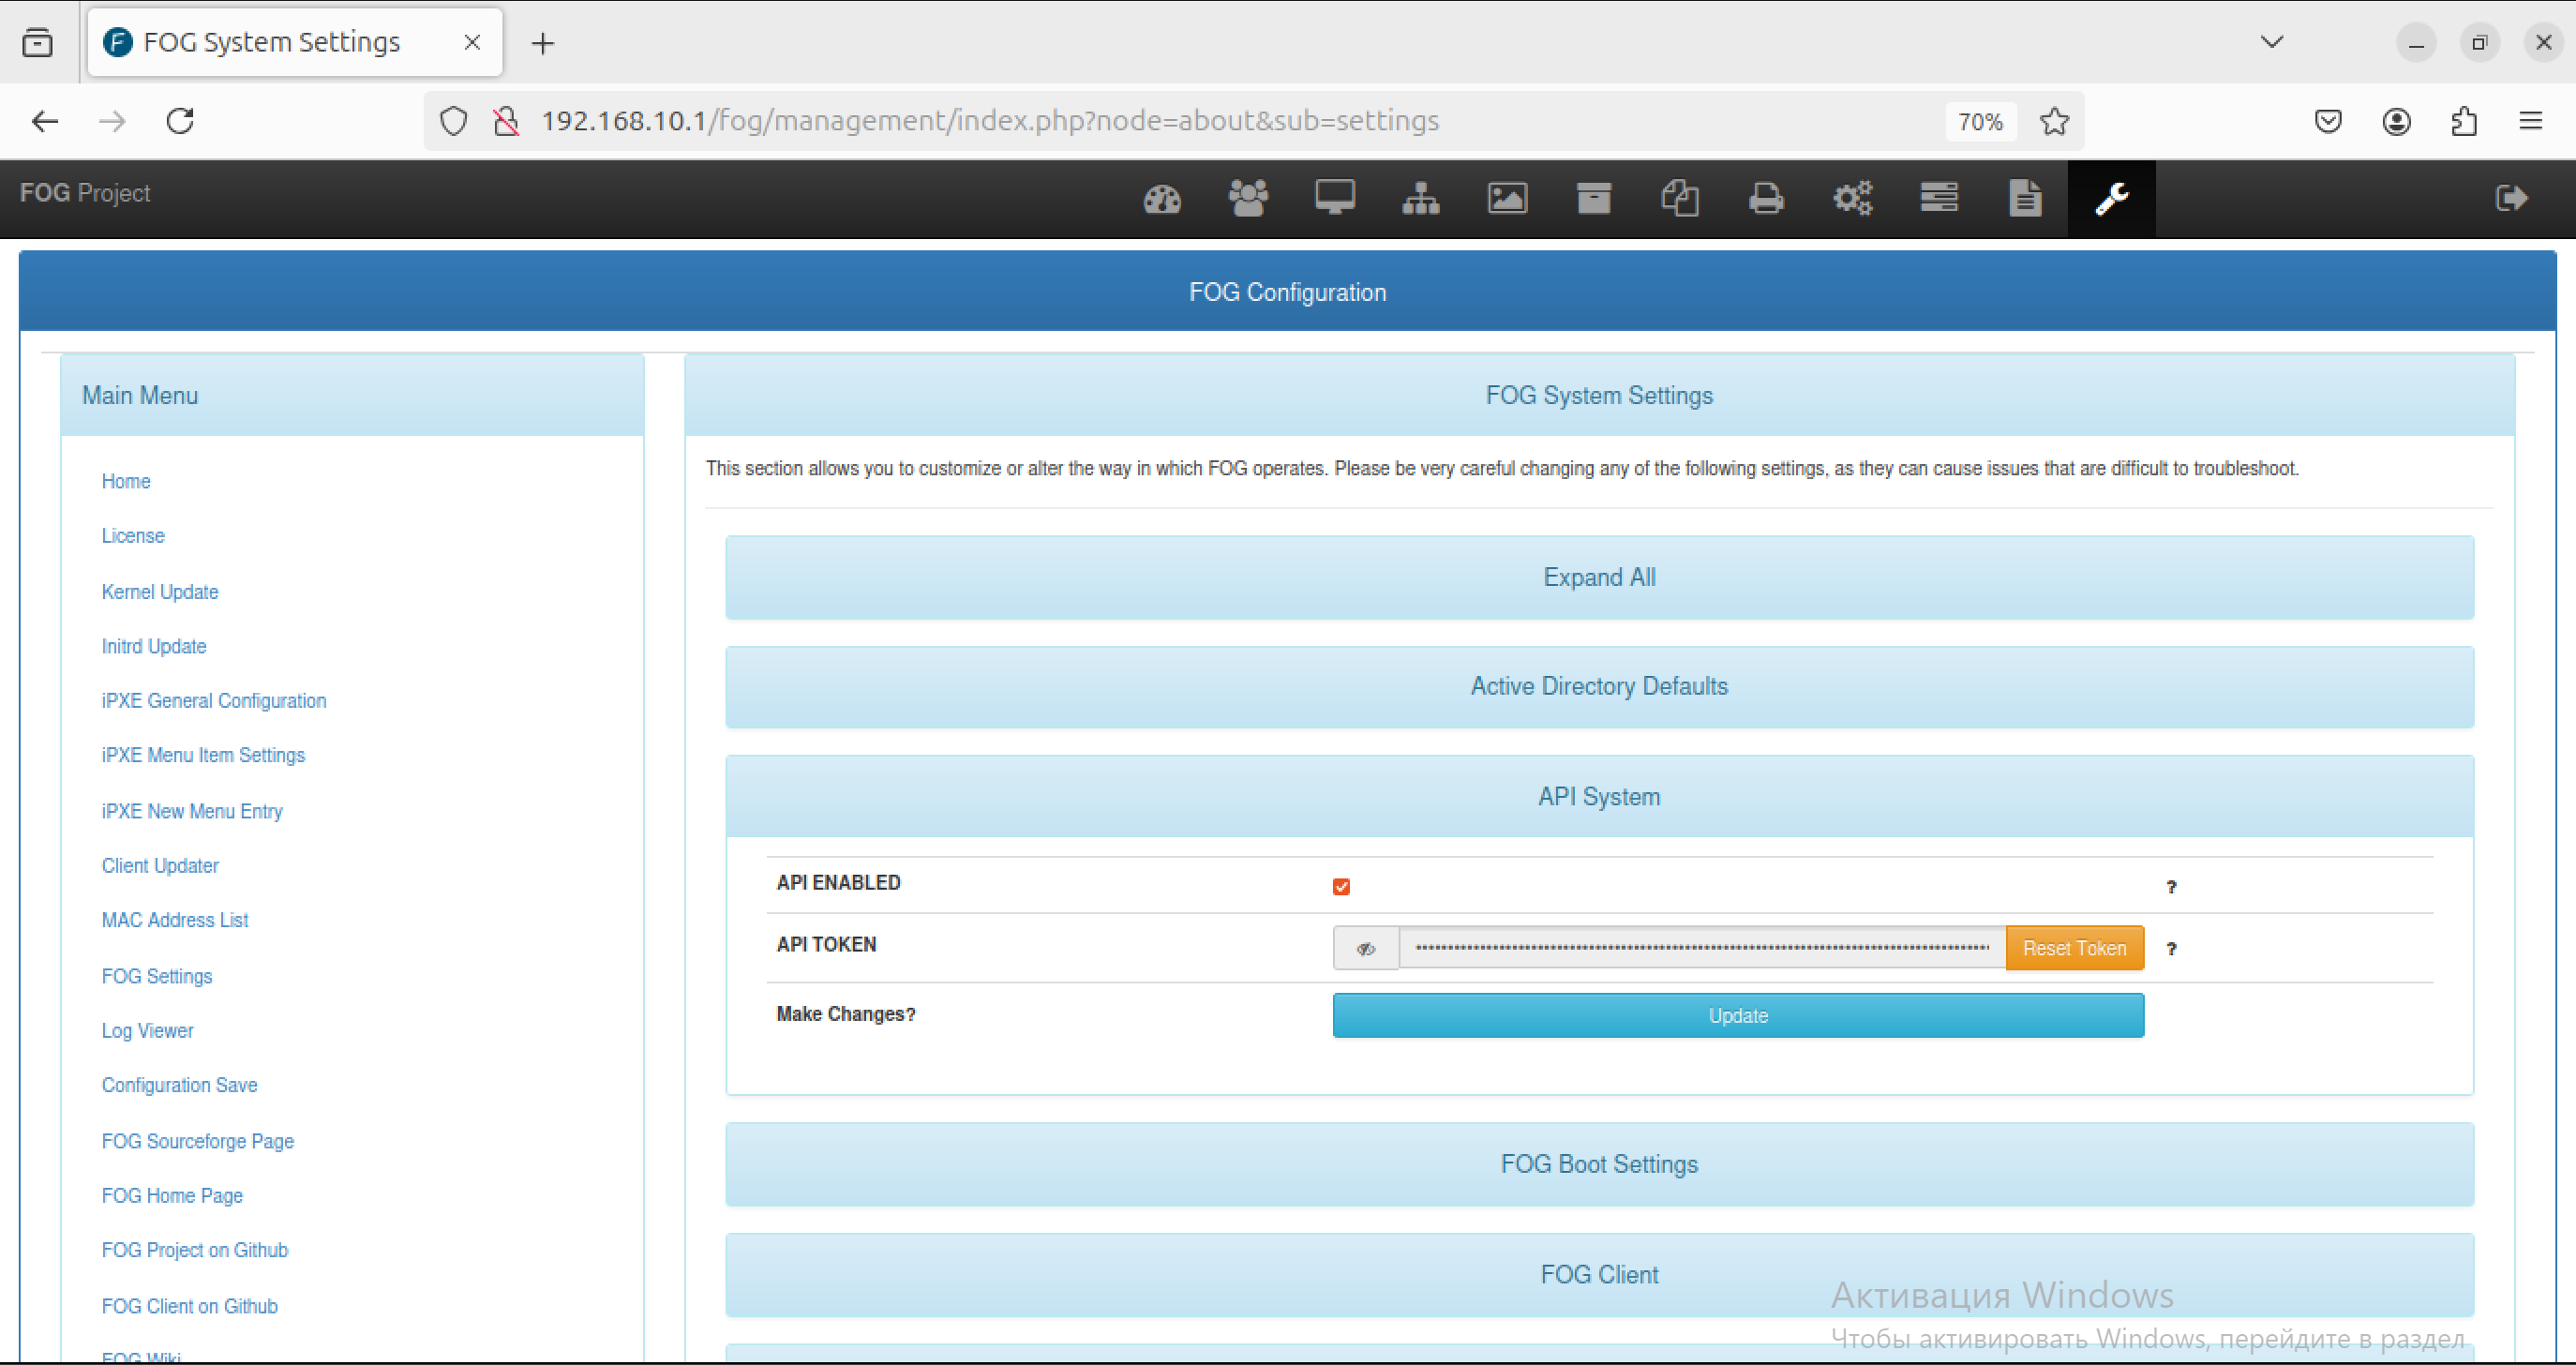 FOG System Settings
192.168.10.1/fog/management/index.php?node=about&sub=settings
70%
FOG Project
FOG Configuration
Main Menu
Home
License
Kernel Update
Initrd Update
iPXE General Configuration
iPXE Menu Item Settings
iPXE New Menu Entry
Client Updater
MAC Address List
FOG Settings
Log Viewer
Configuration Save
FOG Sourceforge Page
FOG Home Page
FOG Project on Github
FOG Client on Github
FOG Wiki
FOG System Settings
This section allows you to customize or alter the way in which FOG operates. Please be very careful changing any of the following settings, as they can cause issues that are difficult to troubleshoot.
Expand All
Active Directory Defaults
API System
API ENABLED ?
API TOKEN Reset Token ?
Make Changes? Update
FOG Boot Settings
FOG Client
Активация Windows
Чтобы активировать Windows, перейдите в раздел